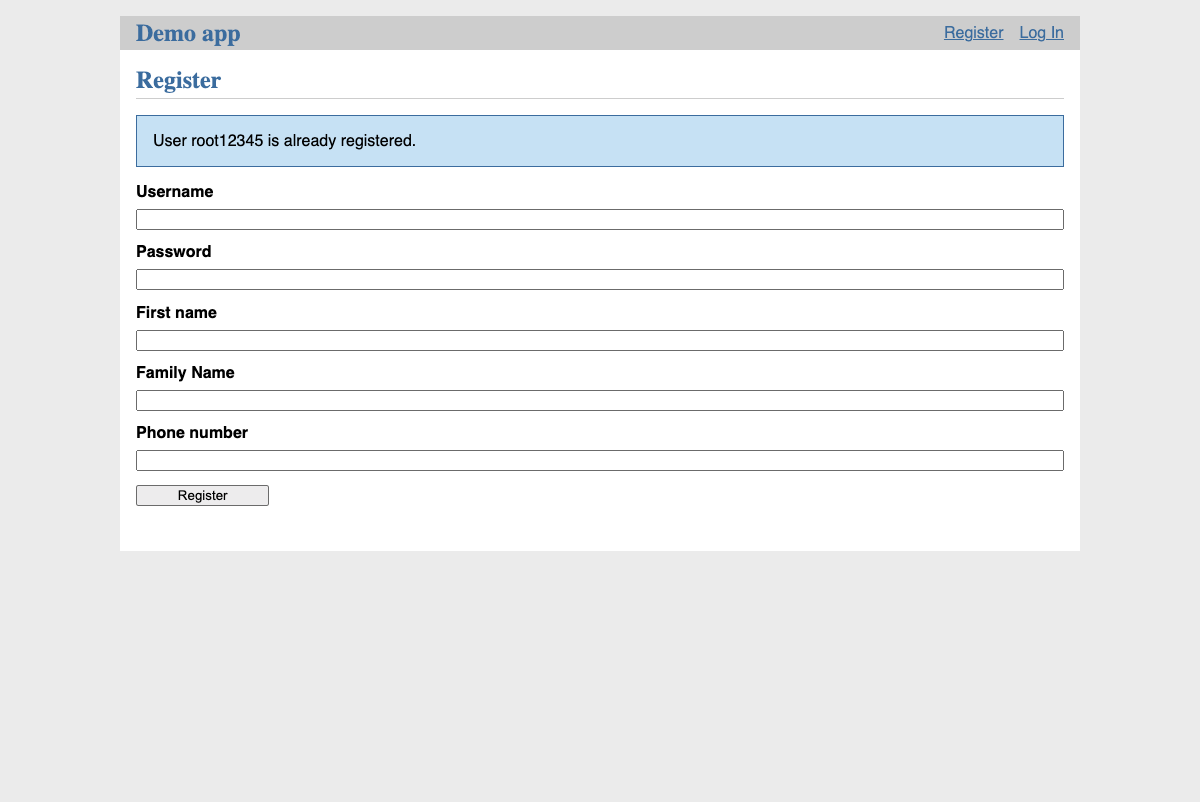 Demo app
Register Log In
Register
User root12345 is already registered.
Username
Password
First name
Family Name
Phone number
Register